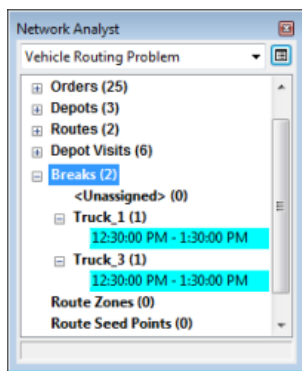 Network Analyst
Vehicle Routing Problem
Orders (25)
Depots (3)
Routes (2)
Depot Visits (6)
Breaks (2)
<Unassigned> (0)
Truck_1 (1)
12:30:00 PM - 1:30:00 PM
Truck_3 (1)
12:30:00 PM - 1:30:00 PM
Route Zones (0)
Route Seed Points (0)